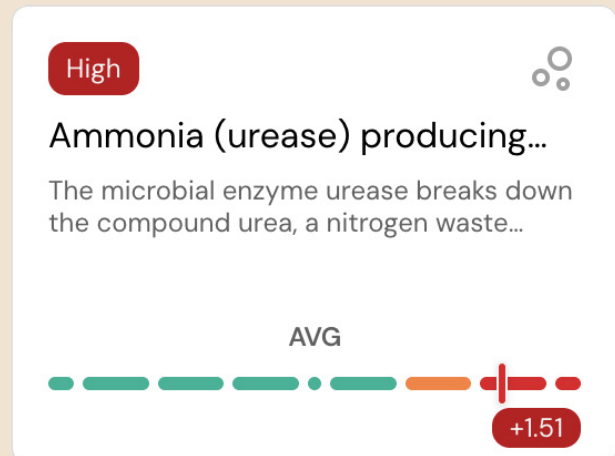 High
Ammonia (urease) producing...
The microbial enzyme urease breaks down
the compound urea, a nitrogen waste...
AVG
+1.51